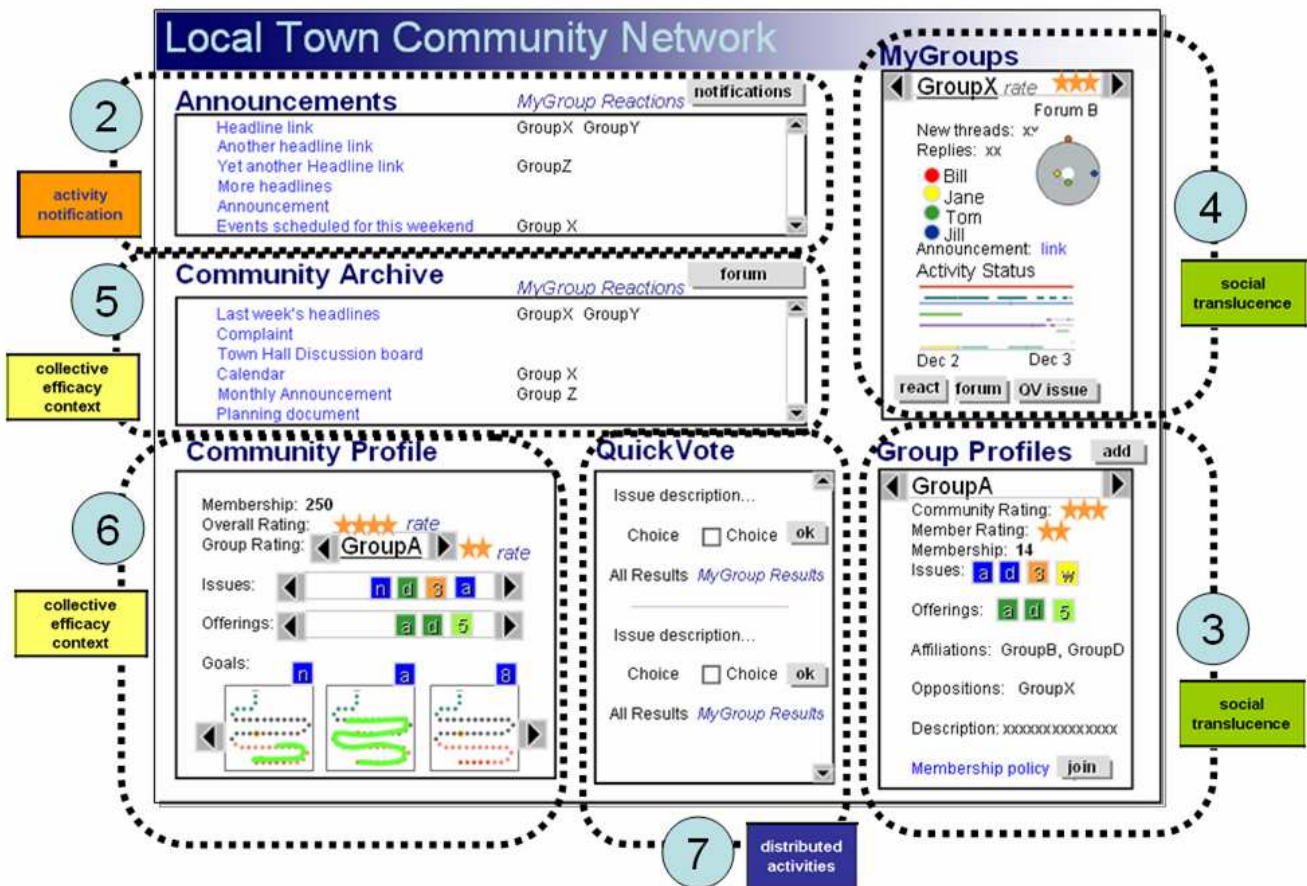 Local Town Community Network
2
activity
notification
Announcements
MyGroup Reactions
notifications
Headline link GroupX GroupY
Another headline link
Yet another Headline link GroupZ
More headlines
Announcement
Events scheduled for this weekend Group X
MyGroups
GroupX rate
Forum B
New threads: xx
Replies: xx
Bill
Jane
Tom
Jill
Announcement: link
Activity Status
Dec 2 Dec 3
react forum QV issue
4
social
translucence
5
collective
efficacy
context
Community Archive
MyGroup Reactions
forum
Last week's headlines GroupX GroupY
Complaint
Town Hall Discussion board
Calendar Group X
Monthly Announcement Group Z
Planning document
6
collective
efficacy
context
Community Profile
Membership: 250
Overall Rating: rate
Group Rating: GroupA rate
Issues: n d 3 a
Offerings: a d 5
Goals:
n a 8
QuickVote
Issue description...
Choice Choice ok
All Results MyGroup Results
Issue description...
Choice Choice ok
All Results MyGroup Results
7
distributed
activities
Group Profiles add
GroupA
Community Rating:
Member Rating:
Membership: 14
Issues: a d 3 w
Offerings: a d 5
Affiliations: GroupB, GroupD
Oppositions: GroupX
Description: xxxxxxxxxxxxxx
Membership policy join
3
social
translucence